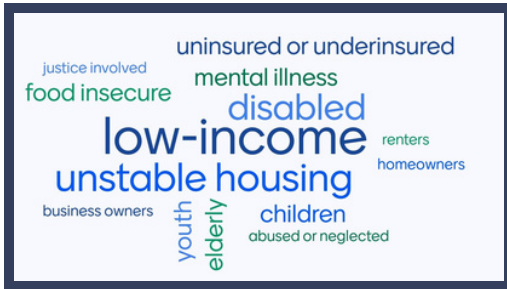 uninsured or underinsured
justice involved
mental illness
food insecure
disabled
low-income
renters
homeowners
unstable housing
business owners
youth
elderly
children
abused or neglected